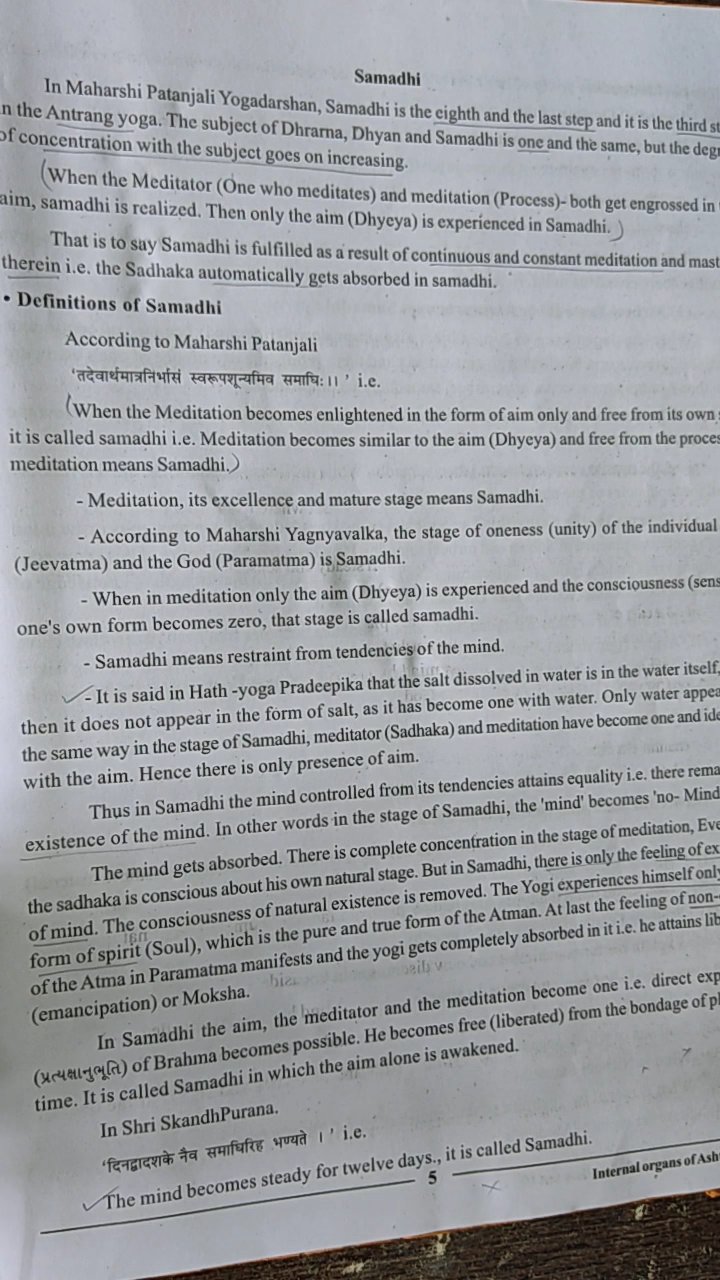 Samadhi
In Maharshi Patanjali Yogadarshan, Samadhi is the eighth and the last step and it is the third
the Antrang yoga. The subject of Dhrarna, Dhyan and Samadhi is one and the same, but the
of concentration with the subject goes on increasing.
(When the Meditator (One who meditates) and meditation (Process)- both get engrossed in
aim, samadhi is realized. Then only the aim (Dhyeya) is experienced in Samadhi.)
That is to say Samadhi is fulfilled as a result of continuous and constant meditation and
therein i.e. the Sadhaka automatically gets absorbed in samadhi.
• Definitions of Samadhi
According to Maharshi Patanjali
'तदेवार्थमात्रनिर्भासं स्वरूपशून्यमिव समाधिः।।' i.e.
(When the Meditation becomes enlightened in the form of aim only and free from its own
it is called samadhi i.e. Meditation becomes similar to the aim (Dhyeya) and free from the
meditation means Samadhi.)
- Meditation, its excellence and mature stage means Samadhi.
- According to Maharshi Yagnyavalka, the stage of oneness (unity) of the individual
(Jeevatma) and the God (Paramatma) is Samadhi.
- When in meditation only the aim (Dhyeya) is experienced and the consciousness
one's own form becomes zero, that stage is called samadhi.
- Samadhi means restraint from tendencies of the mind.
- It is said in Hath -yoga Pradeepika that the salt dissolved in water is in the water itself,
then it does not appear in the form of salt, as it has become one with water. Only water
the same way in the stage of Samadhi, meditator (Sadhaka) and meditation have become one and
with the aim. Hence there is only presence of aim.
Thus in Samadhi the mind controlled from its tendencies attains equality i.e. there
existence of the mind. In other words in the stage of Samadhi, the 'mind' becomes 'no- Mind
The mind gets absorbed. There is complete concentration in the stage of meditation,
the sadhaka is conscious about his own natural stage. But in Samadhi, there is only the feeling of
of mind. The consciousness of natural existence is removed. The Yogi experiences himself only
form of spirit (Soul), which is the pure and true form of the Atman. At last the feeling of non-
of the Atma in Paramatma manifests and the yogi gets completely absorbed in it i.e. he attains
(emancipation) or Moksha.
In Samadhi the aim, the meditator and the meditation become one i.e. direct
(પ્રત્યક્ષાનુભૂતિ) of Brahma becomes possible. He becomes free (liberated) from the bondage of
time. It is called Samadhi in which the aim alone is awakened.
In Shri SkandhPurana.
'दिनद्वादशके नैव समाधिरिह भण्यते ।' i.e.
The mind becomes steady for twelve days., it is called Samadhi.
5
Internal organs of